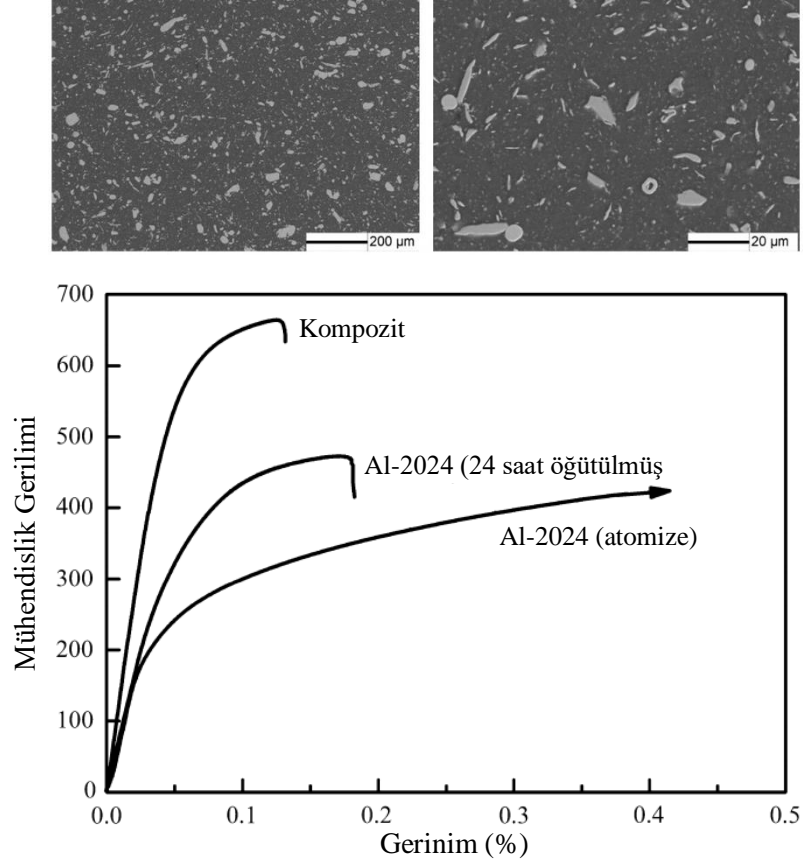 200 µm
20 µm
700
600
500
400
300
200
100
0
Mühendislik Gerilimi
Kompozit
Al-2024 (24 saat öğütülmüş
Al-2024 (atomize)
0.0 0.1 0.2 0.3 0.4 0.5
Gerinim (%)